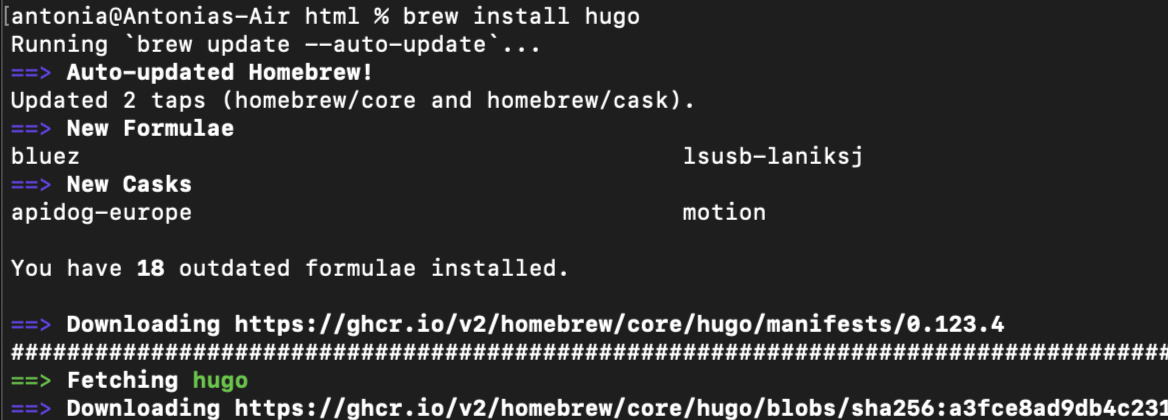 [antonia@Antonias-Air html % brew install hugo
Running `brew update --auto-update`...
==> Auto-updated Homebrew!
Updated 2 taps (homebrew/core and homebrew/cask).
==> New Formulae
bluez lsusb-laniksj
==> New Casks
apidog-europe motion
You have 18 outdated formulae installed.
==> Downloading https://ghcr.io/v2/homebrew/core/hugo/manifests/0.123.4
###################################################################################
==> Fetching hugo
==> Downloading https://ghcr.io/v2/homebrew/core/hugo/blobs/sha256:a3fce8ad9db4c231